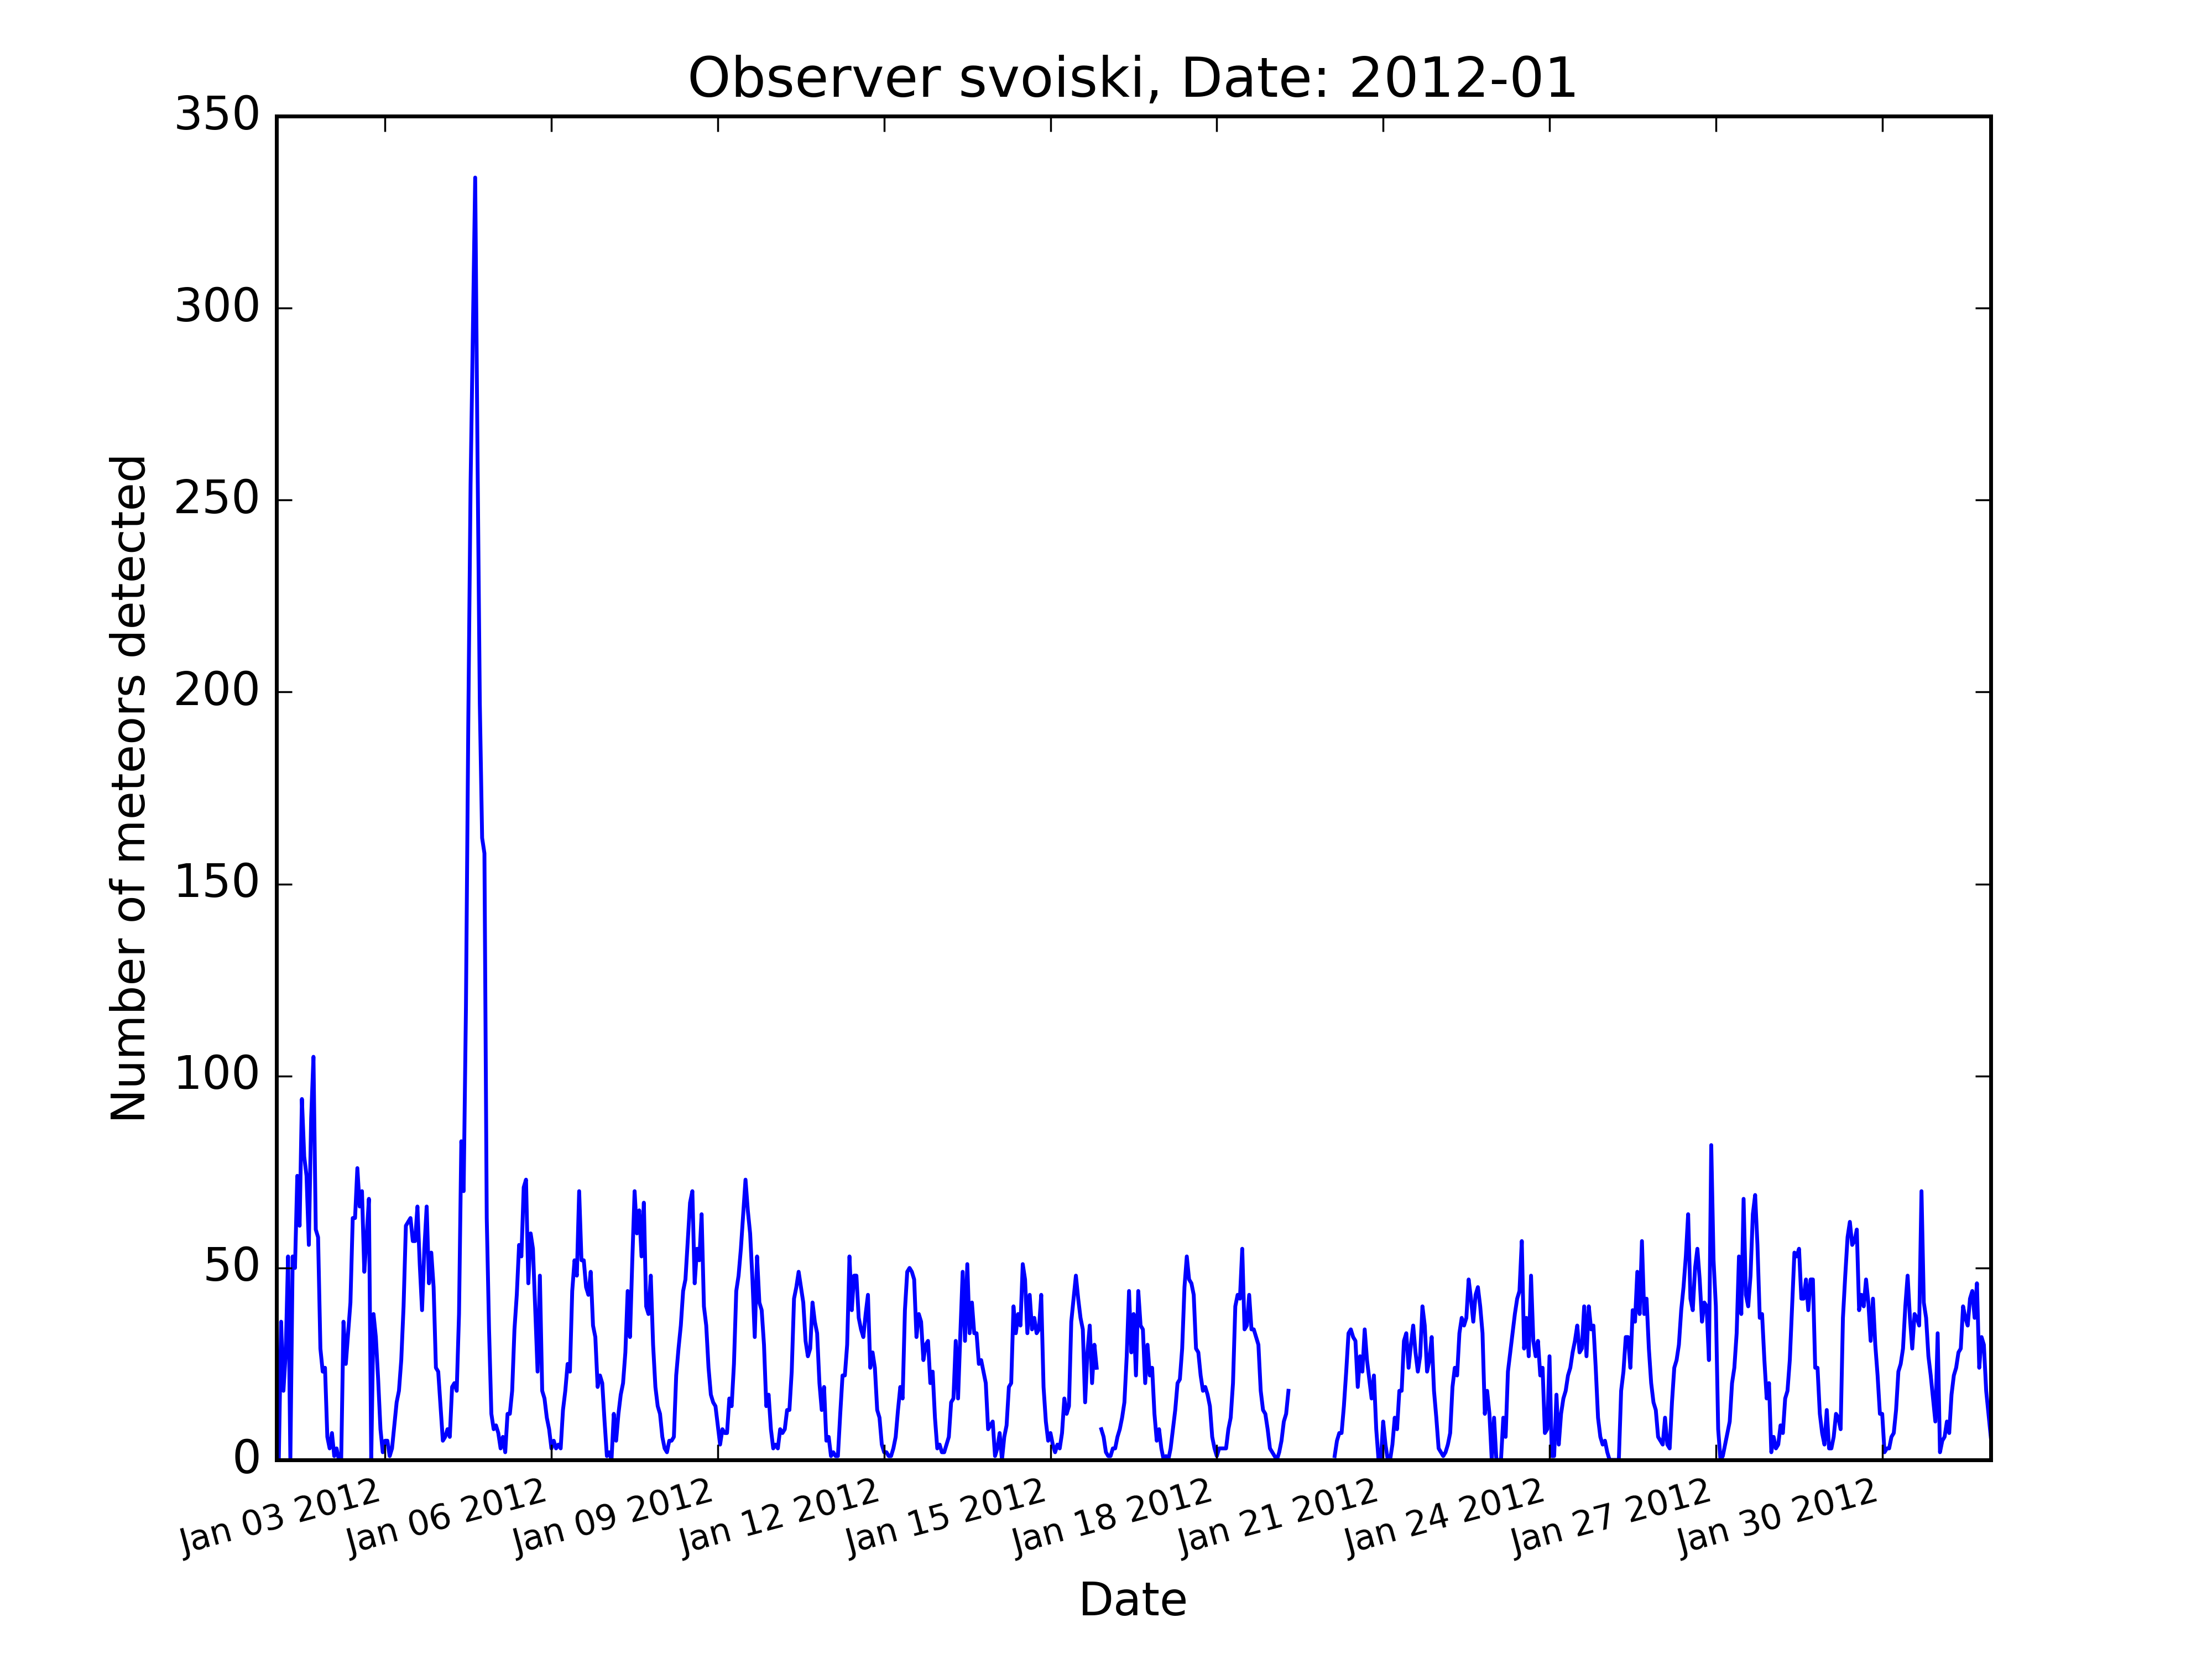 Observer svoiski, Date: 2012-01
350
300
250
200
150
100
50
0
Number of meteors detected
Jan 03 2012
Jan 06 2012
Jan 09 2012
Jan 12 2012
Jan 15 2012
Jan 18 2012
Jan 21 2012
Jan 24 2012
Jan 27 2012
Jan 30 2012
Date